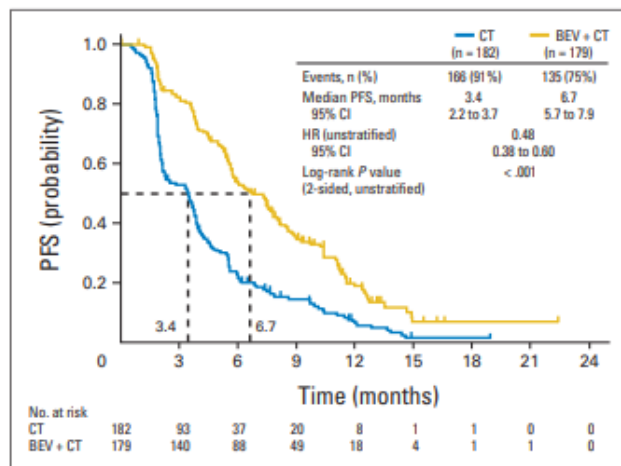 CT BEV + CT
(n = 182) (n = 179)
Events, n (%) 166 (91%) 135 (75%)
Median PFS, months 3.4 6.7
95% CI 2.2 to 3.7 5.7 to 7.9
HR (unstratified) 0.48
95% CI 0.38 to 0.60
Log-rank P value < .001
(2-sided, unstratified)
PFS (probability)
1.0
0.8
0.6
0.4
0.2
3.4 6.7
0 3 6 9 12 15 18 21 24
Time (months)
No. at risk
CT 182 93 37 20 8 1 1 0 0
BEV + CT 179 140 88 49 18 4 1 1 0